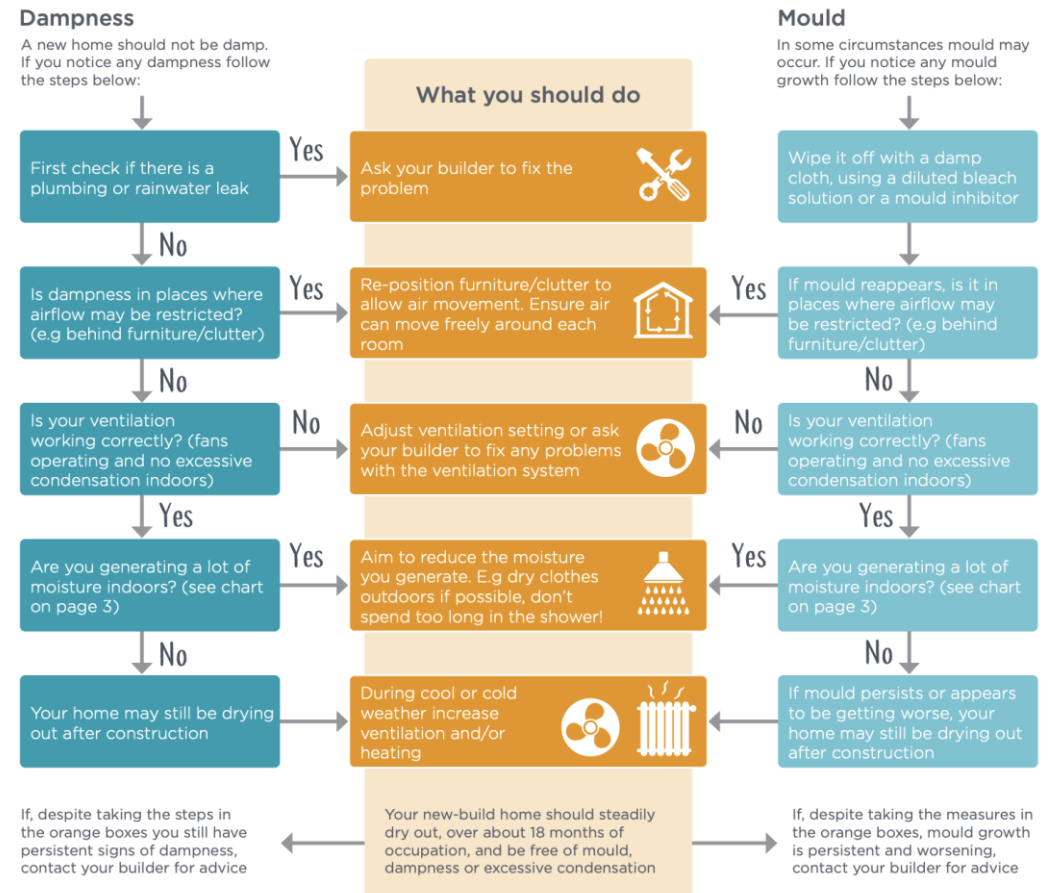 Dampness
A new home should not be damp.
If you notice any dampness follow
the steps below:
What you should do
Mould
In some circumstances mould may
occur. If you notice any mould
growth follow the steps below:
First check if there is a
plumbing or rainwater leak
Yes
Ask your builder to fix the
problem
Wipe it off with a damp
cloth, using a diluted bleach
solution or a mould inhibitor
No
Is dampness in places where
airflow may be restricted?
(e.g behind furniture/clutter)
Yes
Re-position furniture/clutter to
allow air movement. Ensure air
can move freely around each
room
Yes
If mould reappears, is it in
places where airflow may
be restricted? (e.g behind
furniture/clutter)
No
No
Is your ventilation
working correctly? (fans
operating and no excessive
condensation indoors)
No
Adjust ventilation setting or ask
your builder to fix any problems
with the ventilation system
No
Is your ventilation
working correctly? (fans
operating and no excessive
condensation indoors)
Yes
Yes
Are you generating a lot of
moisture indoors? (see chart
on page 3)
Yes
Aim to reduce the moisture
you generate. E.g dry clothes
outdoors if possible, don't
spend too long in the shower!
Yes
Are you generating a lot of
moisture indoors? (see chart
on page 3)
No
No
Your home may still be drying
out after construction
During cool or cold
weather increase
ventilation and/or
heating
If mould persists or appears
to be getting worse, your
home may still be drying out
after construction
If, despite taking the steps in
the orange boxes you still have
persistent signs of dampness,
contact your builder for advice
Your new-build home should steadily
dry out, over about 18 months of
occupation, and be free of mould,
dampness or excessive condensation
If, despite taking the measures in
the orange boxes, mould growth
is persistent and worsening,
contact your builder for advice